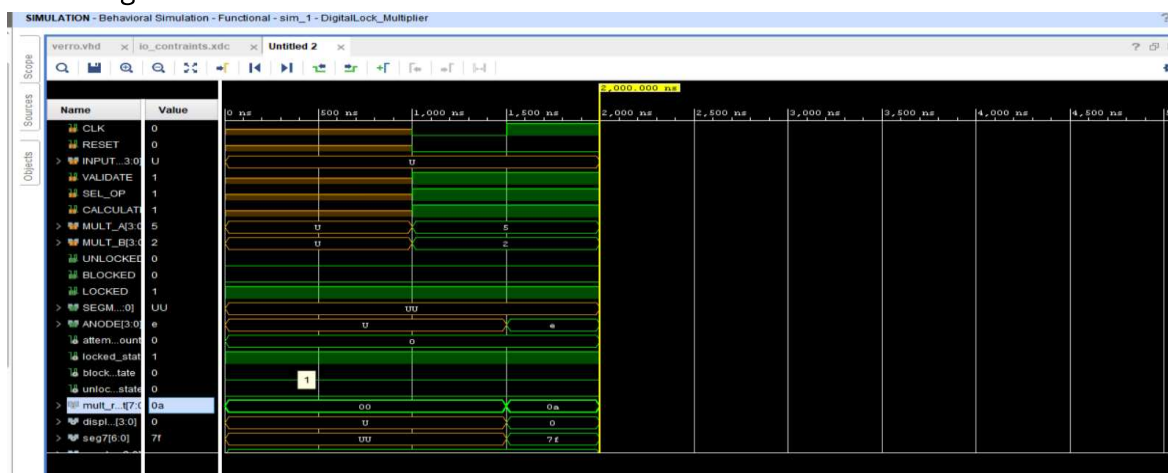 SIMULATION - Behavioral Simulation - Functional - sim_1 - DigitalLock_Multiplier
verro.vhd × io_contraints.xdc × Untitled 2 ×
Scope
Sources
Objects
2,000.000 ns
Name Value 0 ns 500 ns 1,000 ns 1,500 ns 2,000 ns 2,500 ns 3,000 ns 3,500 ns 4,000 ns 4,500 ns
CLK 0
RESET 0
INPUT...3:0] U U
VALIDATE 1
SEL_OP 1
CALCULATI 1
MULT_A[3:0 5 U 5
MULT_B[3:0 2 U 2
UNLOCKED 0
BLOCKED 0
LOCKED 1
SEGM...:0] UU UU
ANODE[3:0] e U e
attem...ount 0 0
locked_stat 1
block...tate 0
1
unloc...state 0
mult_r...t[7:0 0a 00 0a
displ...[3:0] 0 U 0
seg7[6:0] 7f UU 7f